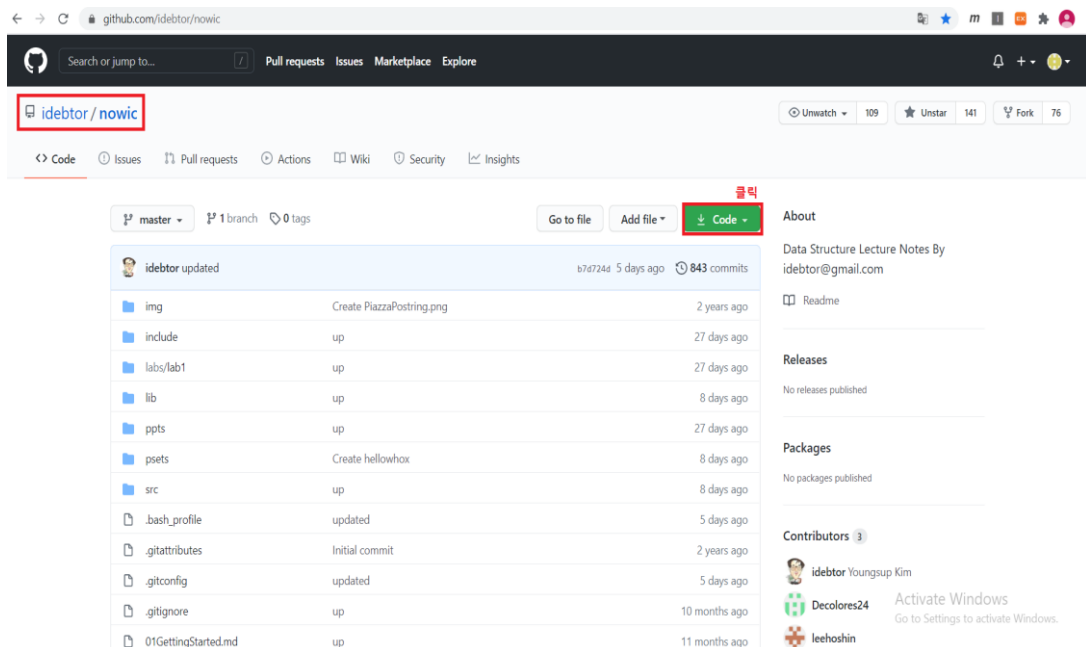 github.com/idebtor/nowic
Search or jump to... / Pull requests Issues Marketplace Explore
idebtor / nowic
Unwatch 109 Unstar 141 Fork 76
<> Code Issues Pull requests Actions Wiki Security Insights
클릭
master 1 branch 0 tags Go to file Add file Code
idebtor updated b7d724d 5 days ago 843 commits
img Create PiazzaPostring.png 2 years ago
include up 27 days ago
labs/lab1 up 27 days ago
lib up 8 days ago
ppts up 27 days ago
psets Create hellowhox 8 days ago
src up 8 days ago
.bash_profile updated 5 days ago
.gitattributes Initial commit 2 years ago
.gitconfig updated 5 days ago
.gitignore up 10 months ago
01GettingStarted.md up 11 months ago
About
Data Structure Lecture Notes By
idebtor@gmail.com
Readme
Releases
No releases published
Packages
No packages published
Contributors 3
idebtor Youngsup Kim
Decolores24
leehoshin
Activate Windows
Go to Settings to activate Windows.